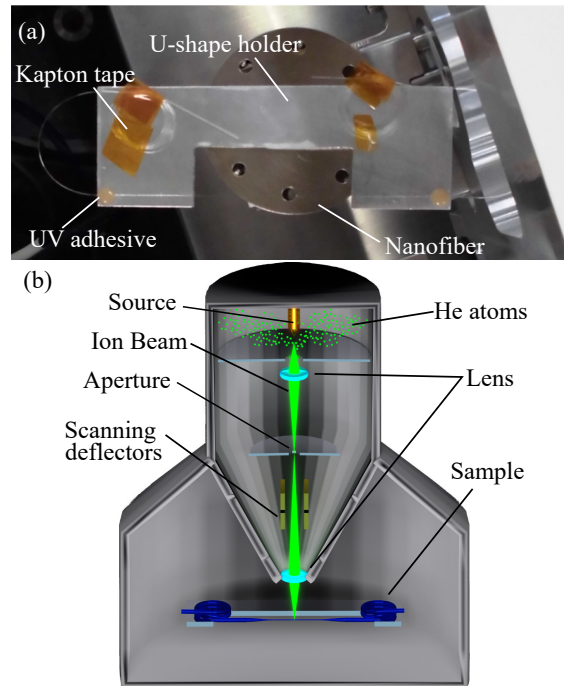 (a)
U-shape holder
Kapton tape
UV adhesive
Nanofiber
(b)
Source
He atoms
Ion Beam
Aperture
Lens
Scanning
deflectors
Sample